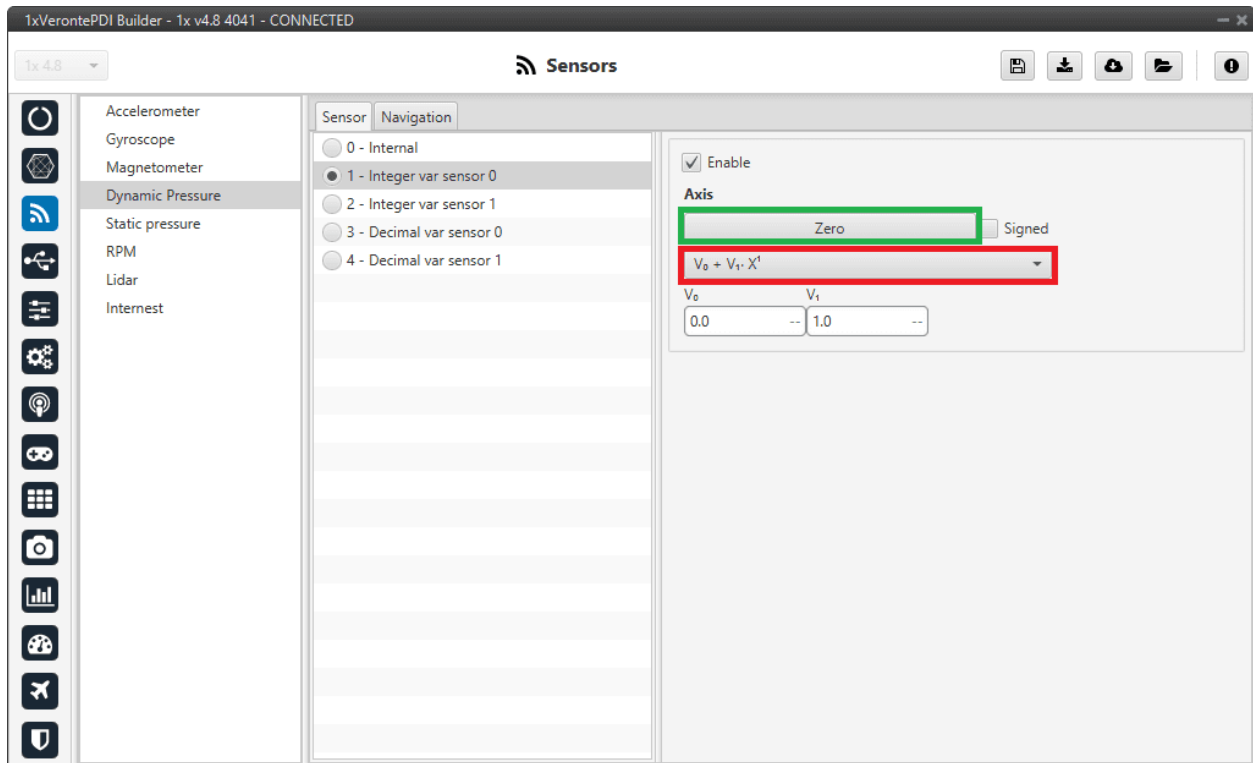 1xVerontePDI Builder - 1x v4.8 4041 - CONNECTED
1x 4.8
Sensors
Accelerometer
Gyroscope
Magnetometer
Dynamic Pressure
Static pressure
RPM
Lidar
Internest
Sensor Navigation
0 - Internal
1 - Integer var sensor 0
2 - Integer var sensor 1
3 - Decimal var sensor 0
4 - Decimal var sensor 1
Enable
Axis
Zero Signed
V₀ + V₁· X¹
V₀ V₁
0.0 -- 1.0 --